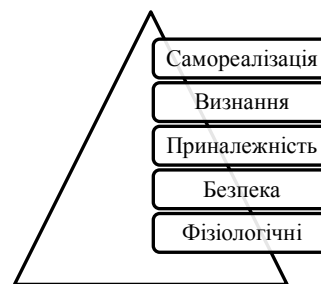 Самореалізація
Визнання
Приналежність
Безпека
Фізіологічні